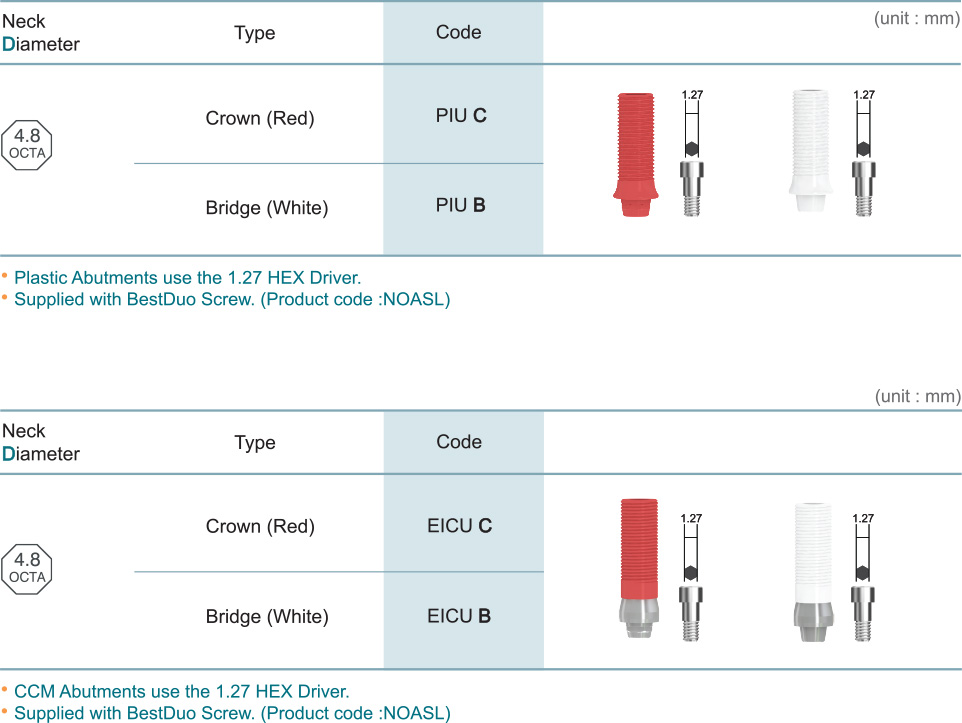 (unit : mm)
Neck Diameter
Type
Code
4.8 OCTA
Crown (Red)
PIU C
Bridge (White)
PIU B
1.27
1.27
• Plastic Abutments use the 1.27 HEX Driver.
• Supplied with BestDuo Screw. (Product code :NOASL)
(unit : mm)
Neck Diameter
Type
Code
4.8 OCTA
Crown (Red)
EICU C
Bridge (White)
EICU B
1.27
1.27
• CCM Abutments use the 1.27 HEX Driver.
• Supplied with BestDuo Screw. (Product code :NOASL)